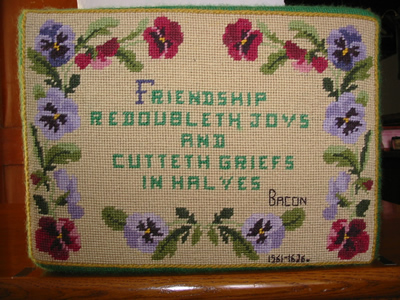 FRIENDSHIP
REDOUBLETH JOYS
AND
CUTTETH GRIEFS
IN HALVES
BACON
1561-1626.